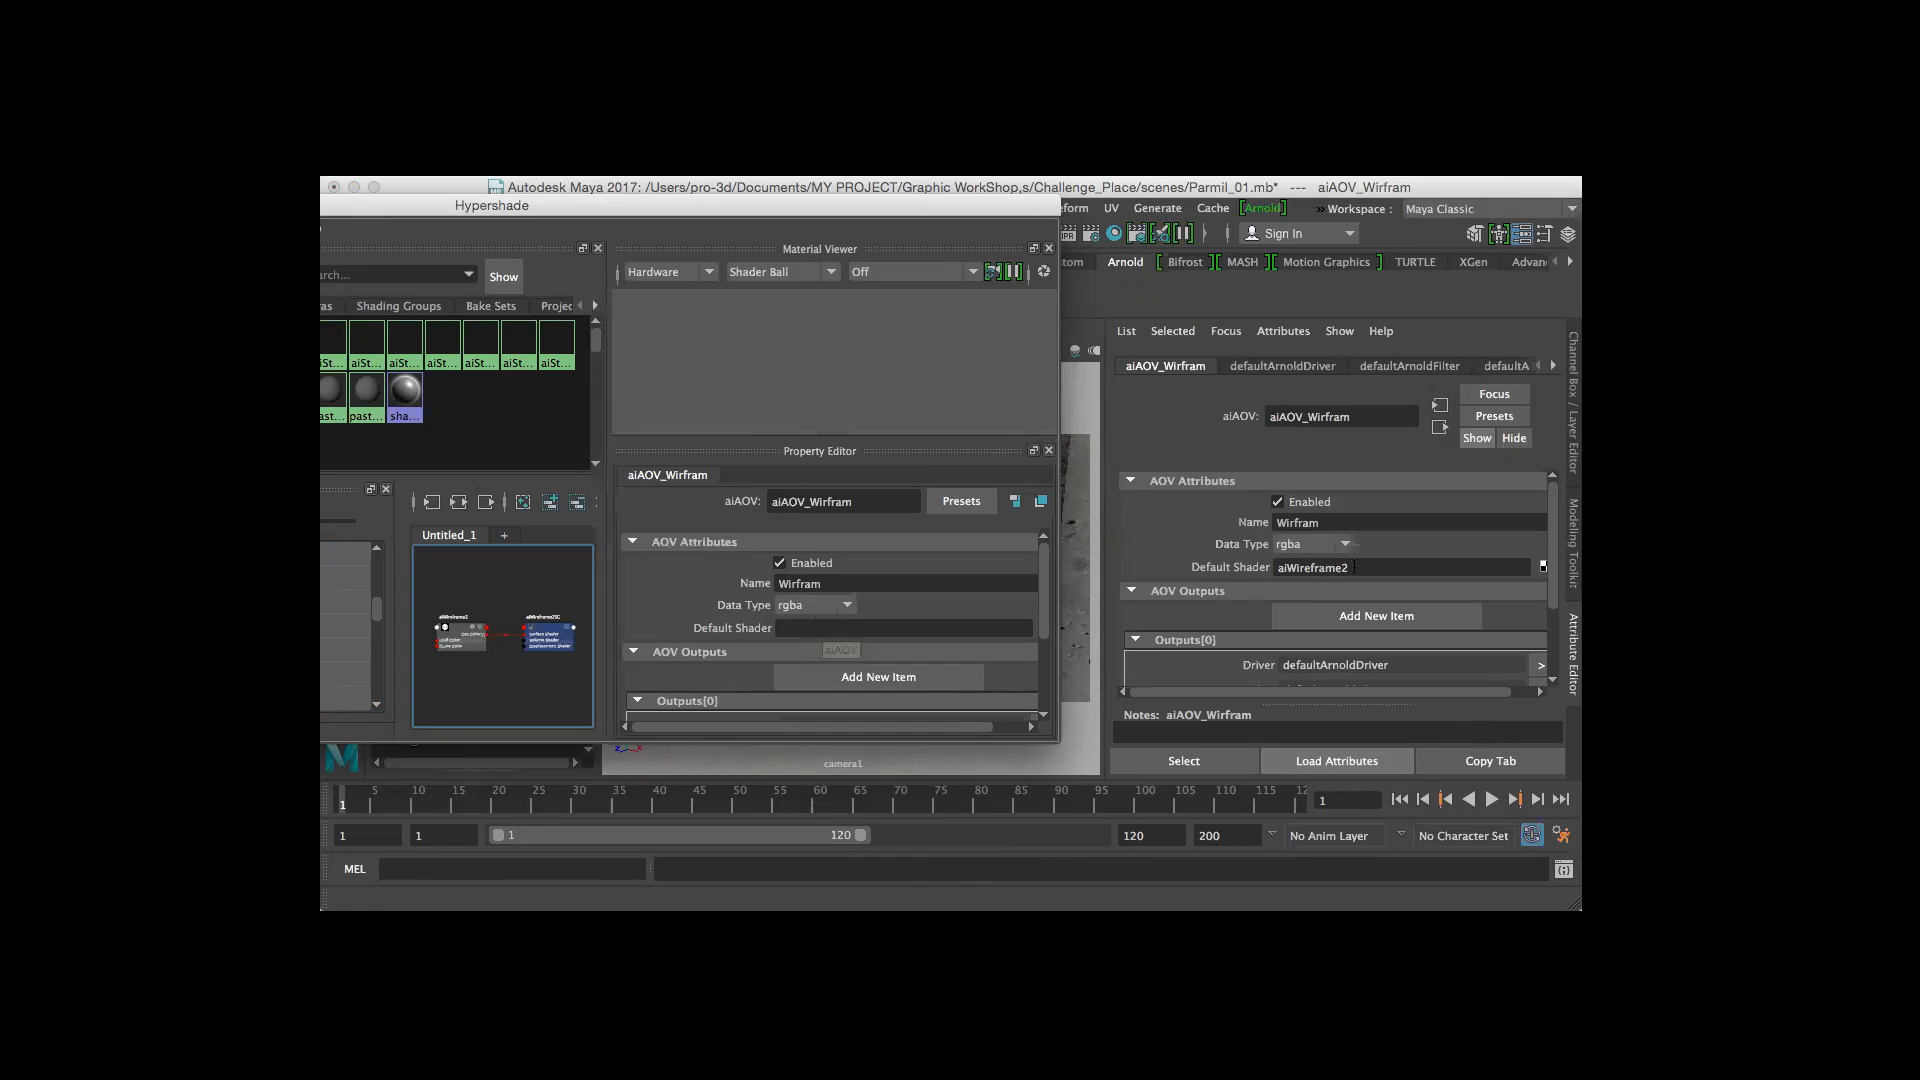 Autodesk Maya 2017: /Users/pro-3d/Documents/MY PROJECT/Graphic WorkShop,s/Challenge_Place/scenes/Parmil_01.mb* --- aiAOV_Wirfram
Hypershade
eform UV Generate Cache [Arnold] » Workspace : Maya Classic
IPR Sign In
Arnold Bifrost MASH Motion Graphics TURTLE XGen Advan
Material Viewer
Show
Hardware Shader Ball Off
Shading Groups Bake Sets Projec
aiSt... aiSt... aiSt... aiSt... aiSt... aiSt...
past... sha...
List Selected Focus Attributes Show Help
aiAOV_Wirfram defaultArnoldDriver defaultArnoldFilter defaultA
Focus
aiAOV: aiAOV_Wirfram
Presets
Show Hide
Property Editor
aiAOV_Wirfram
aiAOV: aiAOV_Wirfram Presets
AOV Attributes
Enabled
Name Wirfram
Data Type rgba
Default Shader
aiAOV
AOV Outputs
Add New Item
Outputs[0]
Untitled_1 +
aiWireframe2
aiWireframe2SG
AOV Attributes
Enabled
Name Wirfram
Data Type rgba
Default Shader aiWireframe2
AOV Outputs
Add New Item
Outputs[0]
Driver defaultArnoldDriver >
Notes: aiAOV_Wirfram
Select Load Attributes Copy Tab
Channel Box / Layer Editor
Modeling Toolkit
Attribute Editor
camera1
1 5 10 15 20 25 30 35 40 45 50 55 60 65 70 75 80 85 90 95 100 105 110 115 12 1
1 1 1 120 120 200 No Anim Layer No Character Set
MEL